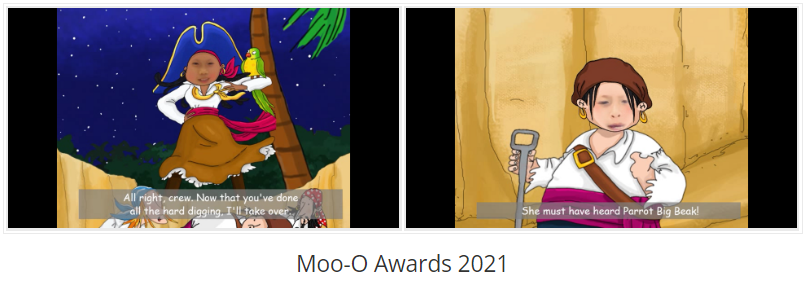 All right, crew. Now that you've done
all the hard digging, I'll take over.
She must have heard Parrot Big Beak!
Moo-O Awards 2021